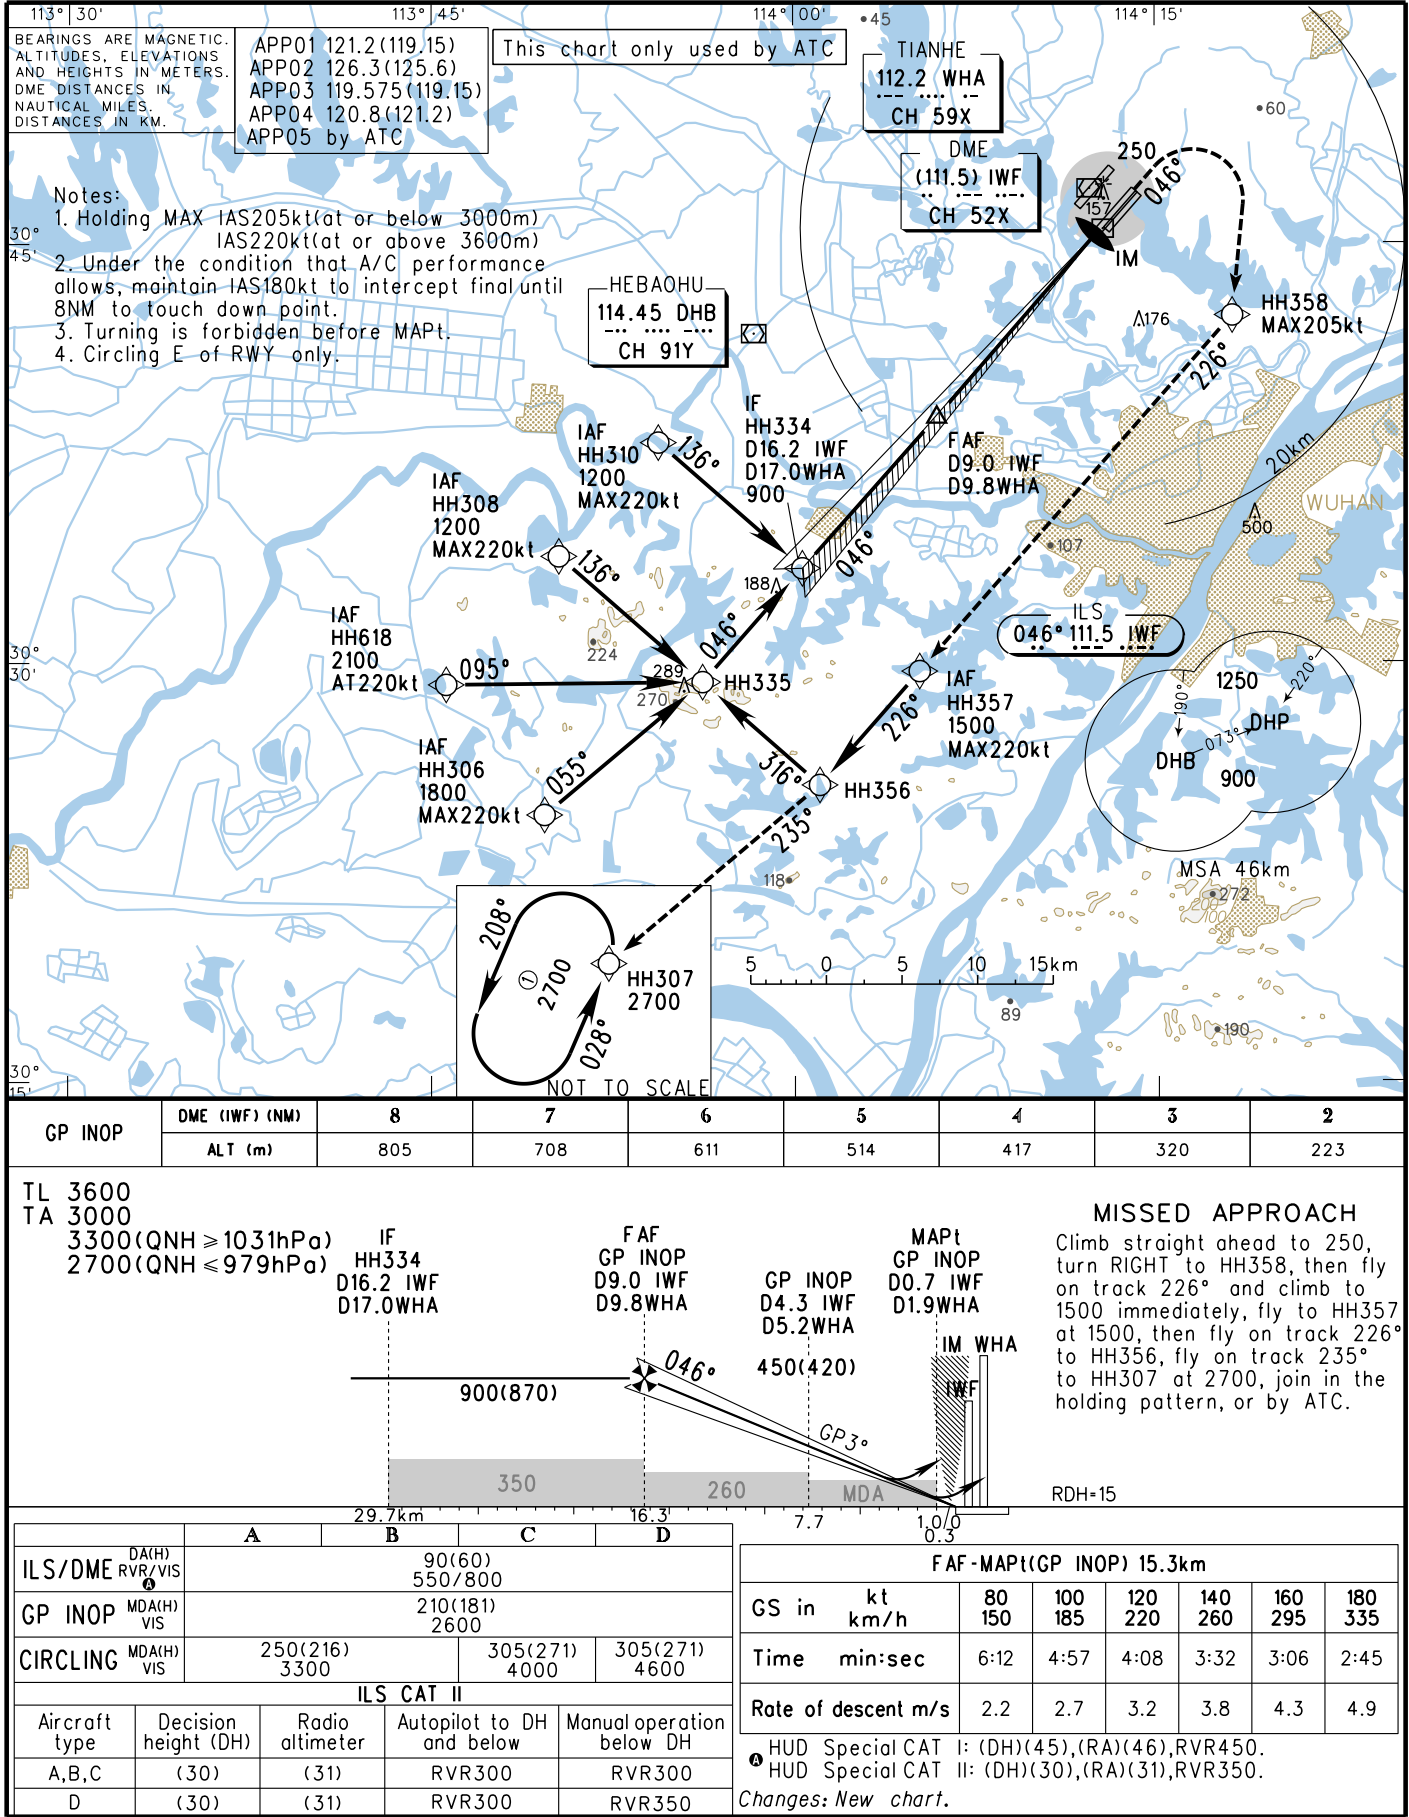 113° 30'
113° 45'
114° 00'
114° 15'
BEARINGS ARE MAGNETIC.
ALTITUDES, ELEVATIONS
AND HEIGHTS IN METERS.
DME DISTANCES IN
NAUTICAL MILES.
DISTANCES IN KM.
APP01 121.2(119.15)
APP02 126.3(125.6)
APP03 119.575(119.15)
APP04 120.8(121.2)
APP05 by ATC
This chart only used by ATC
45
TIANHE
112.2 WHA
CH 59X
DME
(111.5) IWF
CH 52X
60
250
046°
157
IM
Notes:
1. Holding MAX IAS205kt(at or below 3000m)
IAS220kt(at or above 3600m)
2. Under the condition that A/C performance
allows, maintain IAS180kt to intercept final until
8NM to touch down point.
3. Turning is forbidden before MAPt.
4. Circling E of RWY only.
30°
45'
HEBAOHU
114.45 DHB
CH 91Y
HH358
MAX205kt
176
226°
IAF
HH310
1200
MAX220kt
136°
IF
HH334
D16.2 IWF
D17.0WHA
900
FAF
D9.0 IWF
D9.8WHA
20km
WUHAN
500
107
IAF
HH308
1200
MAX220kt
136°
046°
188
IAF
HH618
2100
AT220kt
095°
224
046°
289
270
HH335
ILS
046° 111.5 IWF
30°
30'
IAF
HH357
1500
MAX220kt
226°
1250
220°
190°
DHP
073°
DHB
900
MSA 46km
IAF
HH306
1800
MAX220kt
055°
316°
HH356
235°
118
272
100
208°
1
2700
HH307
2700
028°
NOT TO SCALE
5 0 5 10 15km
89
190
30°
15'
GP INOP
DME (IWF) (NM) 8 7 6 5 4 3 2
ALT (m) 805 708 611 514 417 320 223
TL 3600
TA 3000
3300(QNH ≥ 1031hPa)
2700(QNH ≤ 979hPa)
IF
HH334
D16.2 IWF
D17.0WHA
FAF
GP INOP
D9.0 IWF
D9.8WHA
GP INOP
D4.3 IWF
D5.2WHA
MAPt
GP INOP
D0.7 IWF
D1.9WHA
IM WHA
IWF
900(870)
046°
450(420)
GP3°
350
260
MDA
29.7km
16.3
7.7
1.0
0
0.3
RDH=15
MISSED APPROACH
Climb straight ahead to 250,
turn RIGHT to HH358, then fly
on track 226° and climb to
1500 immediately, fly to HH357
at 1500, then fly on track 226°
to HH356, fly on track 235°
to HH307 at 2700, join in the
holding pattern, or by ATC.
A B C D
ILS/DME DA(H) RVR/VIS A 90(60) 550/800
GP INOP MDA(H) VIS 210(181) 2600
CIRCLING MDA(H) VIS 250(216) 3300 305(271) 4000 305(271) 4600
ILS CAT II
Aircraft type Decision height (DH) Radio altimeter Autopilot to DH and below Manual operation below DH
A,B,C (30) (31) RVR300 RVR300
D (30) (31) RVR300 RVR350
FAF-MAPt(GP INOP) 15.3km
GS in kt 80 100 120 140 160 180
km/h 150 185 220 260 295 335
Time min:sec 6:12 4:57 4:08 3:32 3:06 2:45
Rate of descent m/s 2.2 2.7 3.2 3.8 4.3 4.9
A HUD Special CAT I: (DH)(45),(RA)(46),RVR450.
HUD Special CAT II: (DH)(30),(RA)(31),RVR350.
Changes: New chart.